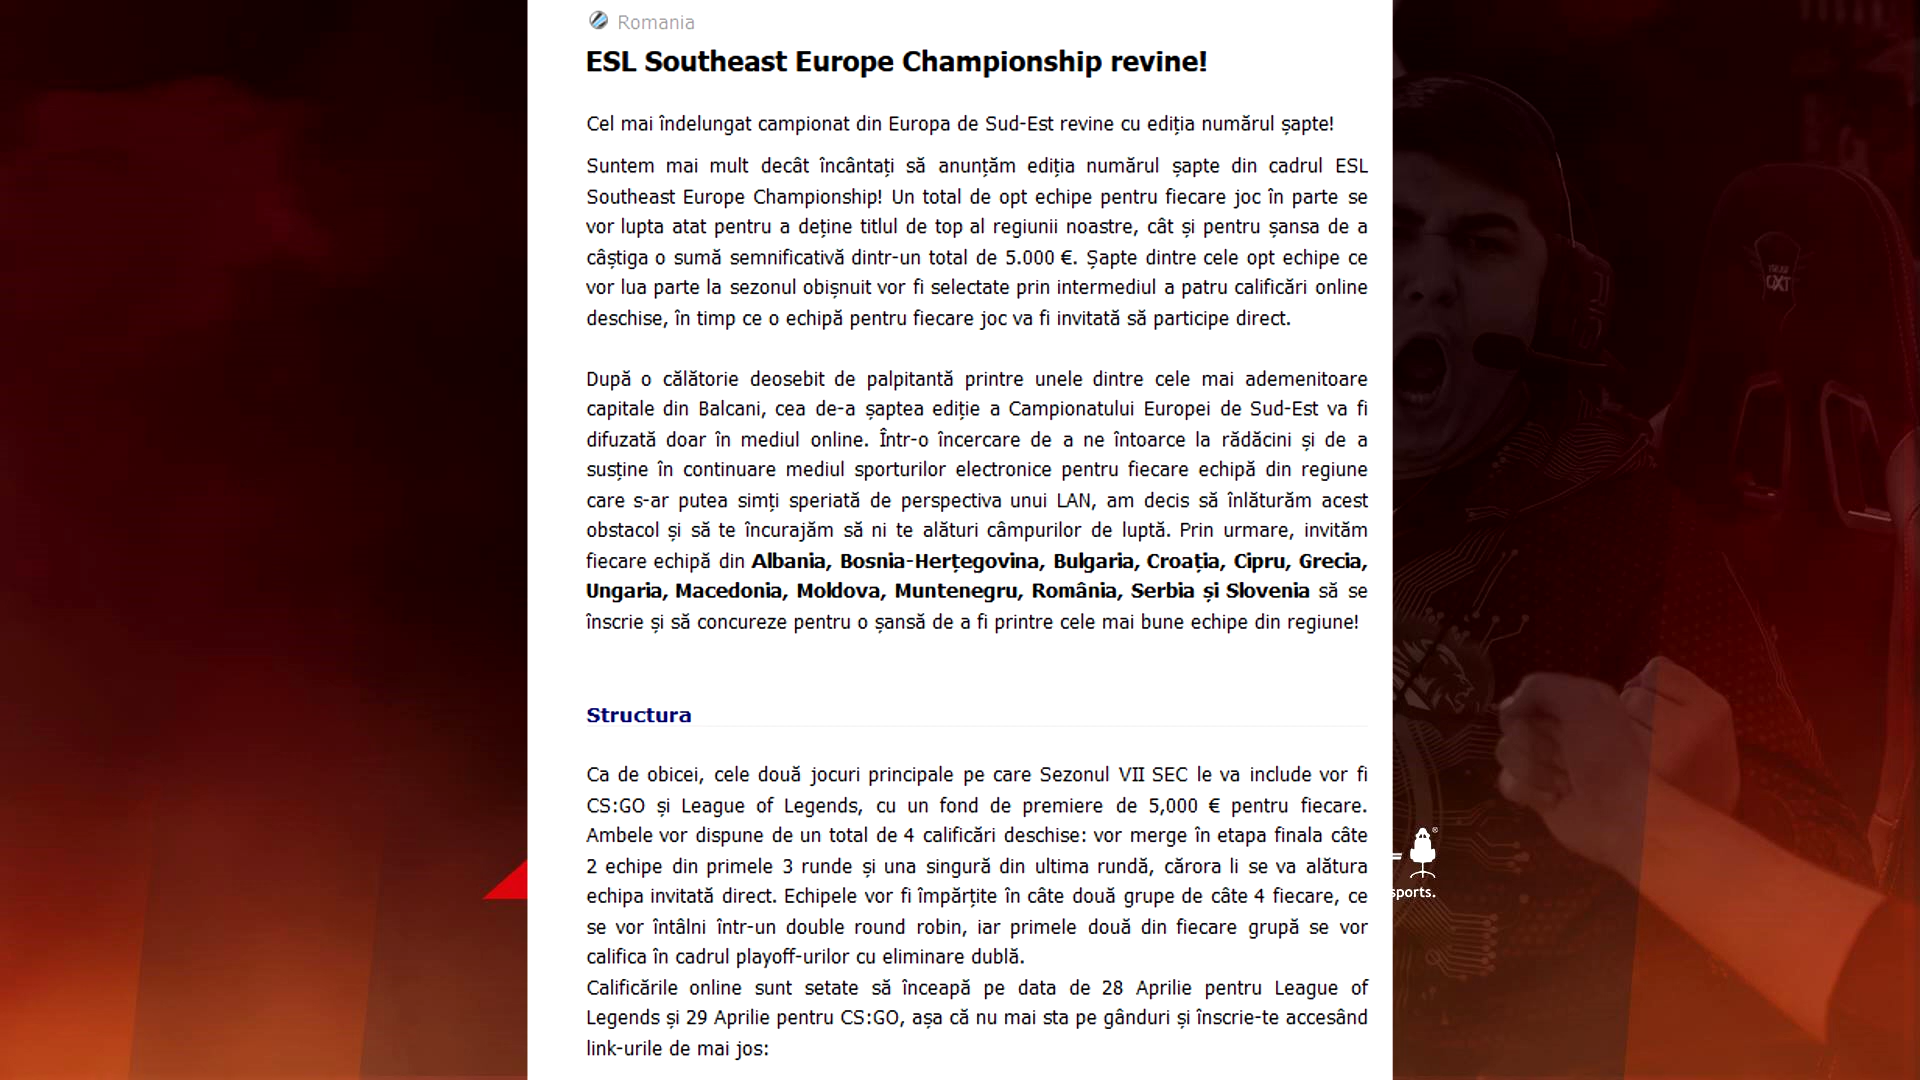 Romania
ESL Southeast Europe Championship revine!
Cel mai îndelungat campionat din Europa de Sud-Est revine cu ediția numărul șapte!
Suntem mai mult decât încântați să anunțăm ediția numărul șapte din cadrul ESL
Southeast Europe Championship! Un total de opt echipe pentru fiecare joc în parte se
vor lupta atat pentru a deține titlul de top al regiunii noastre, cât și pentru șansa de a
câștiga o sumă semnificativă dintr-un total de 5.000 €. Șapte dintre cele opt echipe ce
vor lua parte la sezonul obișnuit vor fi selectate prin intermediul a patru calificări online
deschise, în timp ce o echipă pentru fiecare joc va fi invitată să participe direct.
După o călătorie deosebit de palpitantă printre unele dintre cele mai ademenitoare
capitale din Balcani, cea de-a șaptea ediție a Campionatului Europei de Sud-Est va fi
difuzată doar în mediul online. Într-o încercare de a ne întoarce la rădăcini și de a
susține în continuare mediul sporturilor electronice pentru fiecare echipă din regiune
care s-ar putea simți speriată de perspectiva unui LAN, am decis să înlăturăm acest
obstacol și să te încurajăm să ni te alături câmpurilor de luptă. Prin urmare, invităm
fiecare echipă din Albania, Bosnia-Herțegovina, Bulgaria, Croația, Cipru, Grecia,
Ungaria, Macedonia, Moldova, Muntenegru, România, Serbia și Slovenia să se
înscrie și să concureze pentru o șansă de a fi printre cele mai bune echipe din regiune!
Structura
Ca de obicei, cele două jocuri principale pe care Sezonul VII SEC le va include vor fi
CS:GO și League of Legends, cu un fond de premiere de 5,000 € pentru fiecare.
Ambele vor dispune de un total de 4 calificări deschise: vor merge în etapa finala câte
2 echipe din primele 3 runde și una singură din ultima rundă, cărora li se va alătura
echipa invitată direct. Echipele vor fi împărțite în câte două grupe de câte 4 fiecare, ce
se vor întâlni într-un double round robin, iar primele două din fiecare grupă se vor
califica în cadrul playoff-urilor cu eliminare dublă.
Calificările online sunt setate să înceapă pe data de 28 Aprilie pentru League of
Legends și 29 Aprilie pentru CS:GO, așa că nu mai sta pe gânduri și înscrie-te accesând
link-urile de mai jos:
sports.